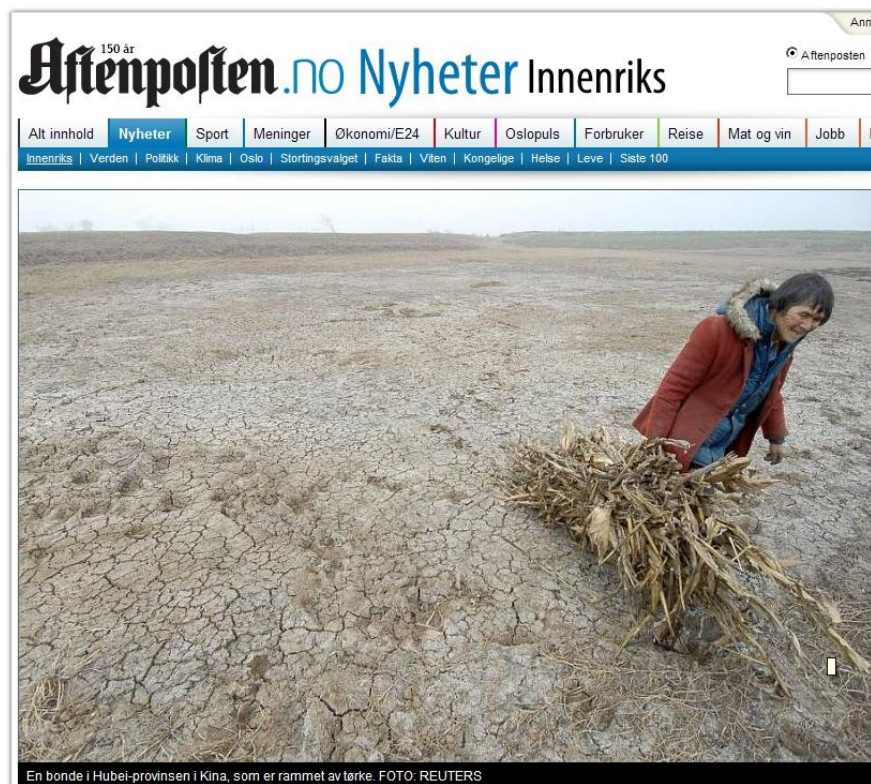 150 år
Aftenposten.no Nyheter Innenriks
Aftenposten
Alt innhold Nyheter Sport Meninger Økonomi/E24 Kultur Oslopuls Forbruker Reise Mat og vin Jobb
Innenriks | Verden | Politikk | Klima | Oslo | Stortingsvalget | Fakta | Viten | Kongelige | Helse | Leve | Siste 100
En bonde i Hubei-provinsen i Kina, som er rammet av tørke. FOTO: REUTERS